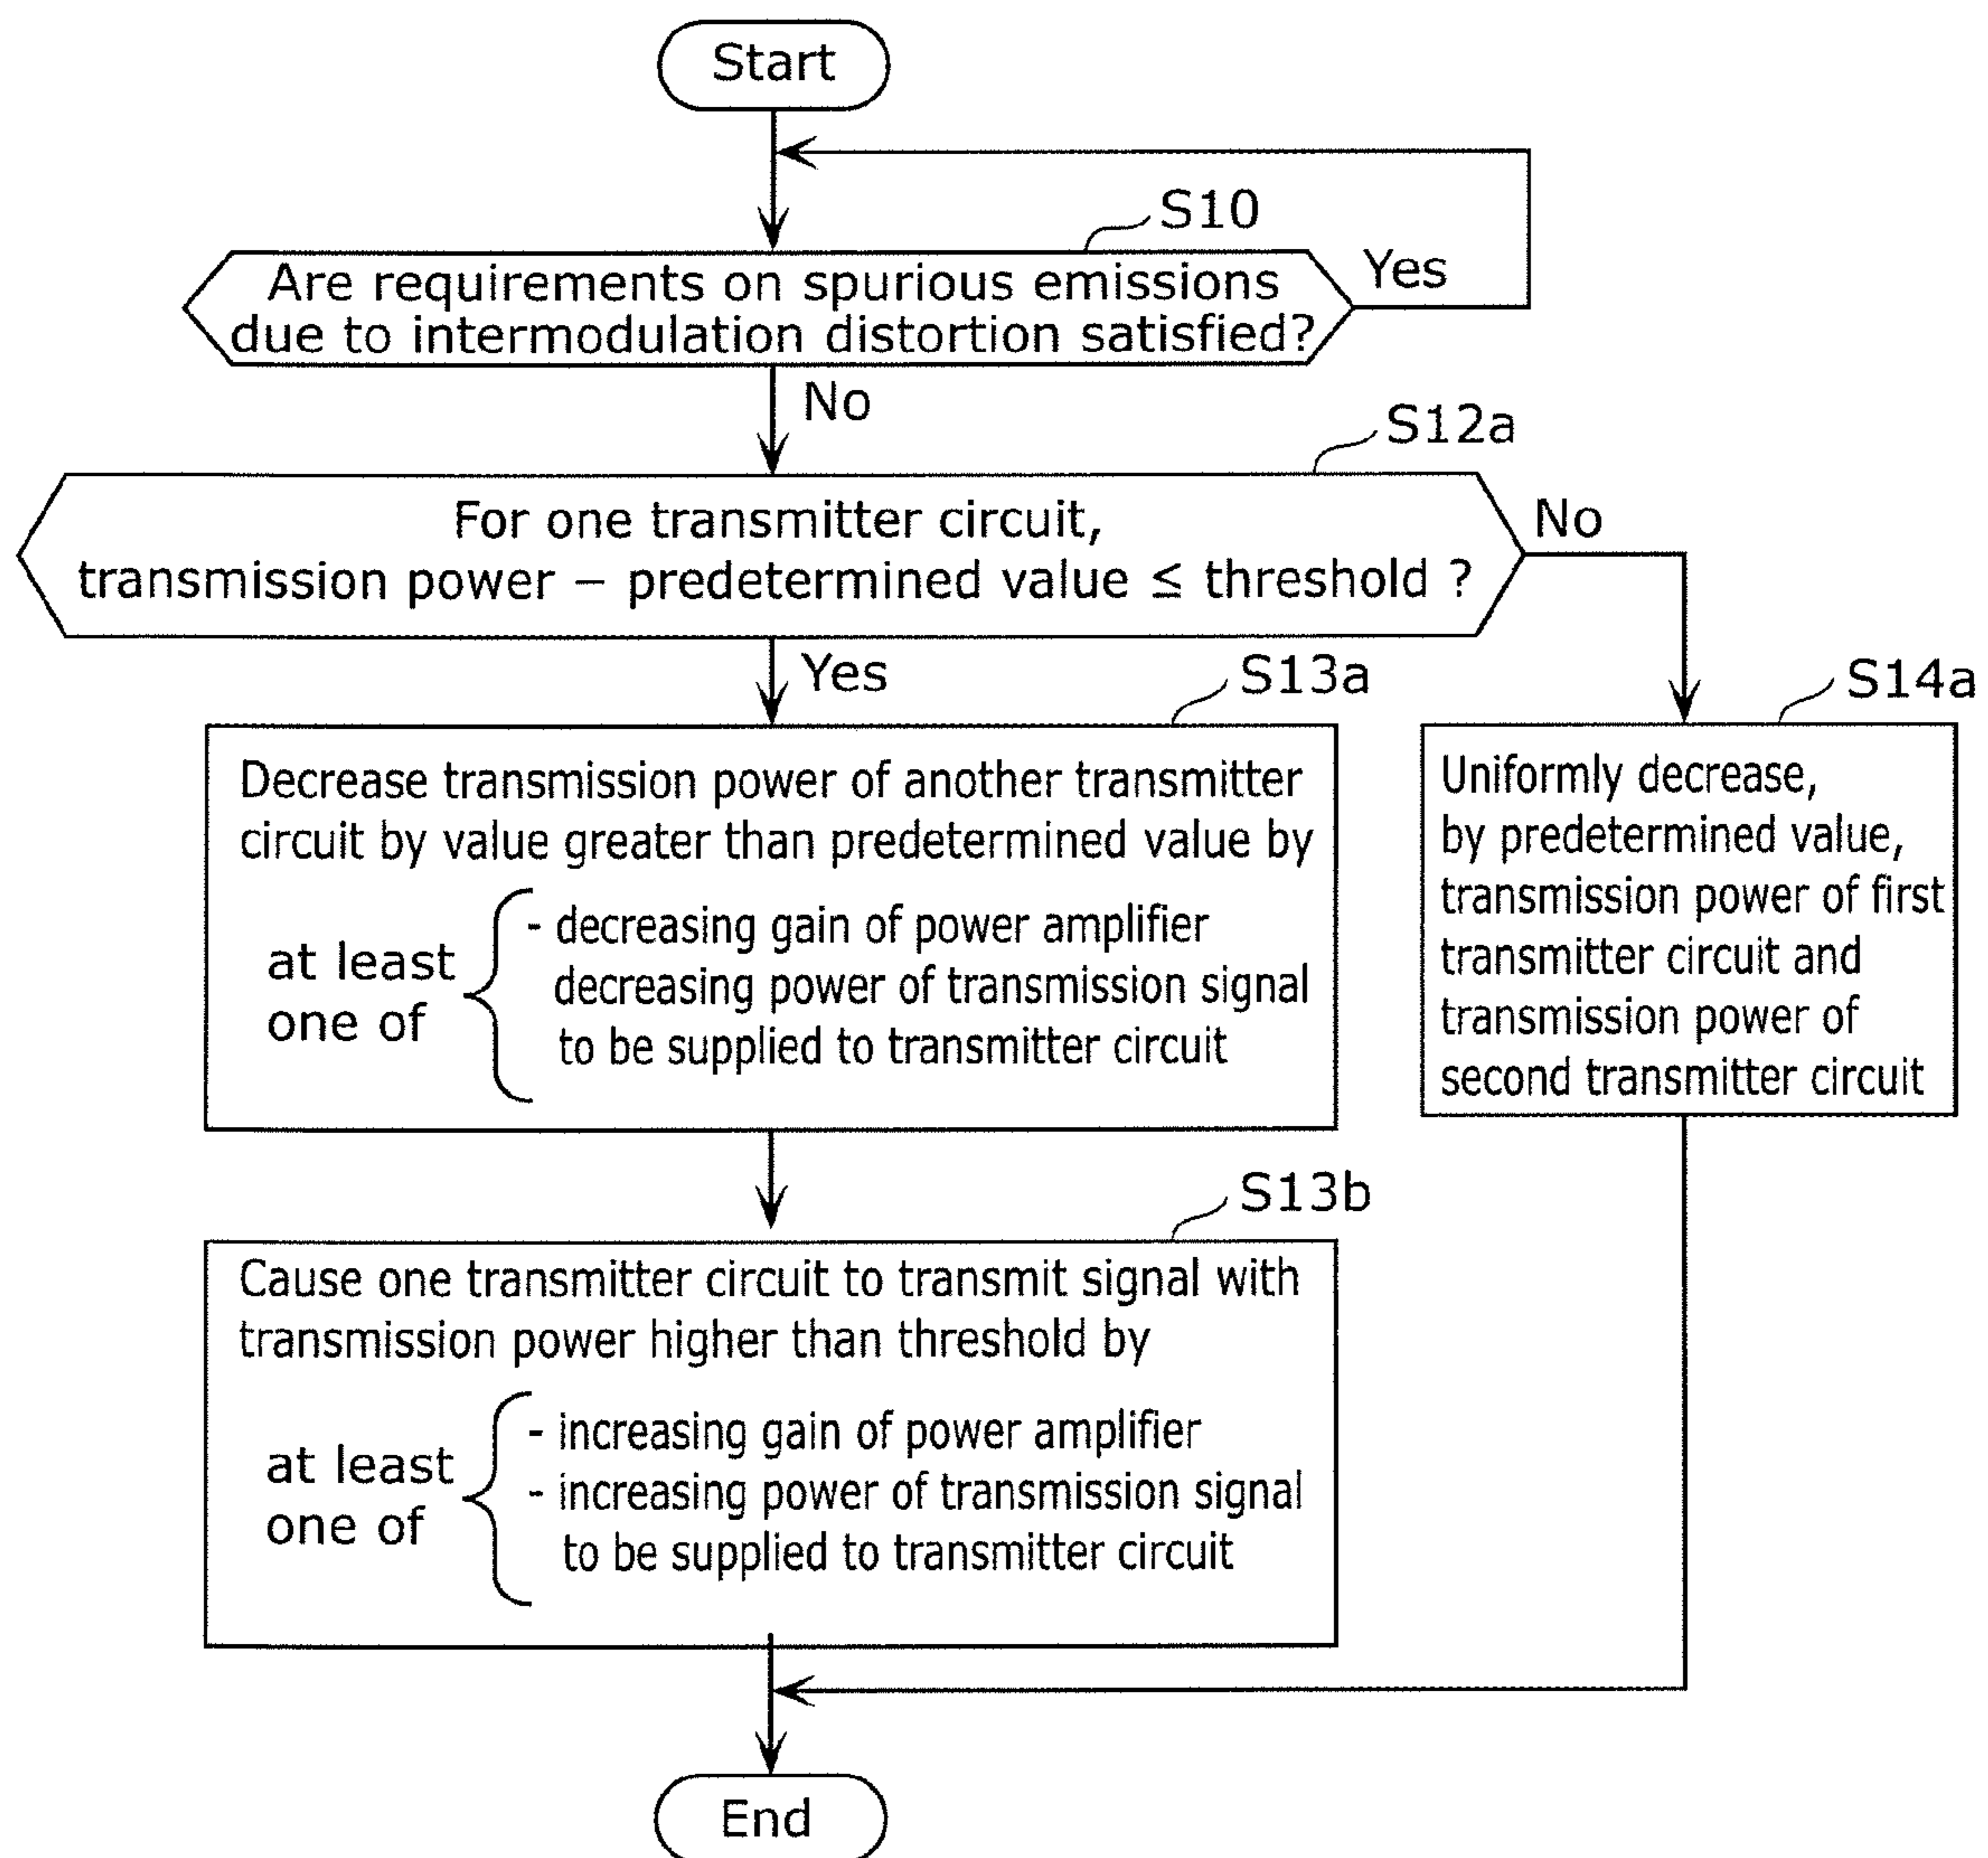 Start
S10
Are requirements on spurious emissions
due to intermodulation distortion satisfied?
Yes
No
S12a
For one transmitter circuit,
transmission power – predetermined value ≤ threshold ?
No
Yes
S13a
Decrease transmission power of another transmitter
circuit by value greater than predetermined value by
at least
one of
- decreasing gain of power amplifier
decreasing power of transmission signal
to be supplied to transmitter circuit
S14a
Uniformly decrease,
by predetermined value,
transmission power of first
transmitter circuit and
transmission power of
second transmitter circuit
S13b
Cause one transmitter circuit to transmit signal with
transmission power higher than threshold by
at least
one of
- increasing gain of power amplifier
- increasing power of transmission signal
to be supplied to transmitter circuit
End